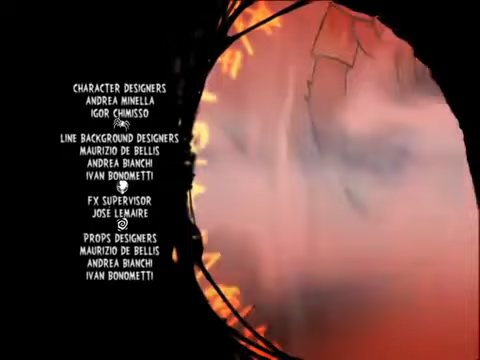 CHARACTER DESIGNERS
ANDREA MINELLA
IGOR CHIMISSO
LINE BACKGROUND DESIGNERS
MAURIZIO DE BELLIS
ANDREA BIANCHI
IVAN BONOMETTI
FX SUPERVISOR
JOSE LEMAIRE
PROPS DESIGNERS
MAURIZIO DE BELLIS
ANDREA BIANCHI
IVAN BONOMETTI